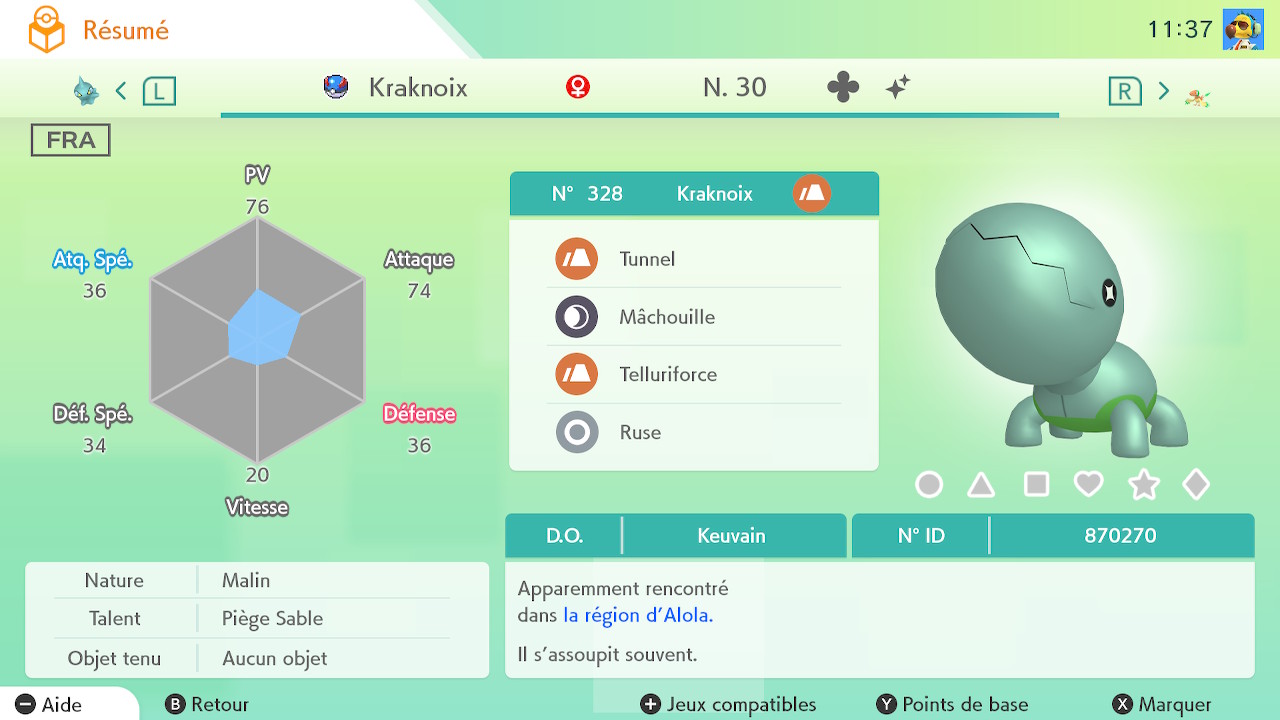 Résumé
11:37
L
Kraknoix
N. 30
R
FRA
PV
76
Atq. Spé.
36
Attaque
74
Déf. Spé.
34
Défense
36
20
Vitesse
N° 328 Kraknoix
Tunnel
Mâchouille
Telluriforce
Ruse
D.O. Keuvain
N° ID 870270
Nature Malin
Talent Piège Sable
Objet tenu Aucun objet
Apparemment rencontré
dans la région d'Alola.
Il s'assoupit souvent.
Aide
B Retour
Jeux compatibles
Y Points de base
X Marquer